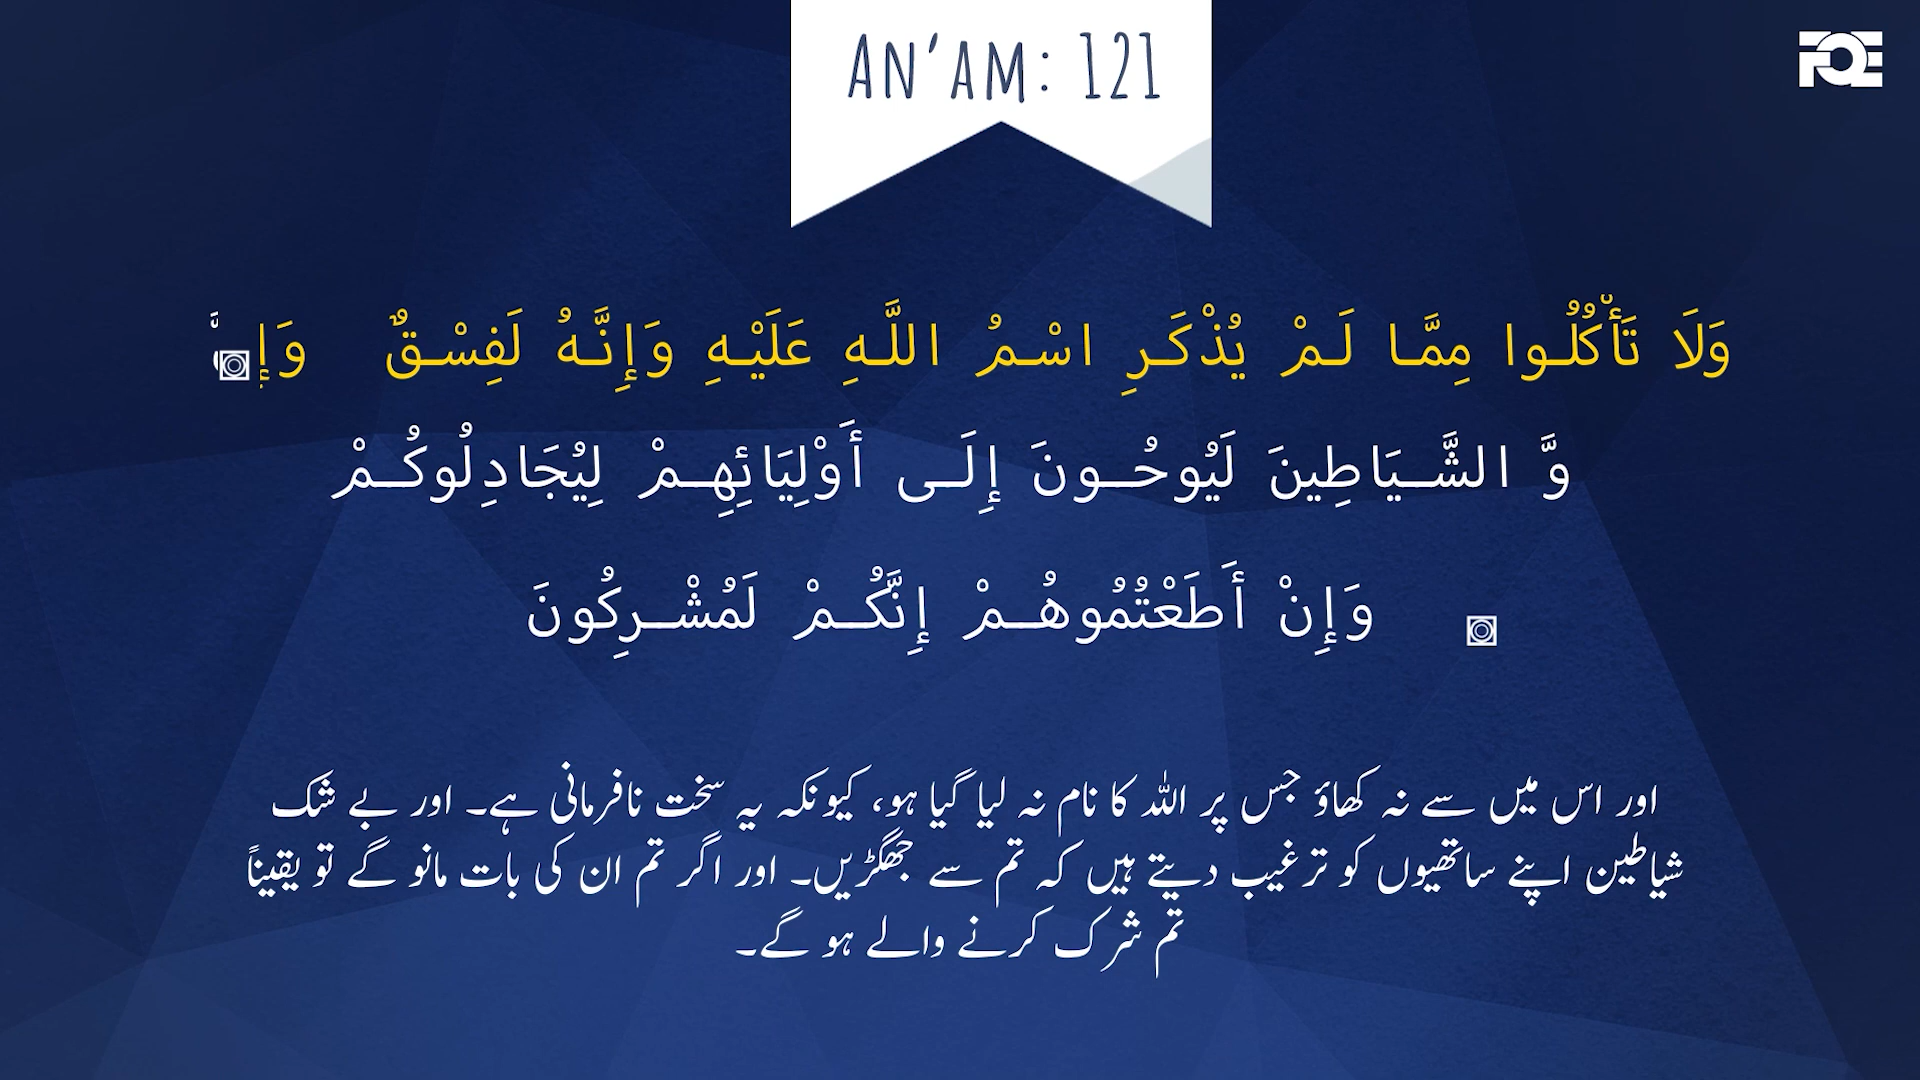 AN'AM: 121
FQE
وَلَا تَأْكُلُوا مِمَّا لَمْ يُذْكَرِ اسْمُ اللَّهِ عَلَيْهِ وَإِنَّهُ لَفِسْقٌ وَإِ
وَّ الشَّيَاطِينَ لَيُوحُونَ إِلَى أَوْلِيَائِهِمْ لِيُجَادِلُوكُمْ
وَإِنْ أَطَعْتُمُوهُمْ إِنَّكُمْ لَمُشْرِكُونَ
اور اس میں سے نہ کھاؤ جس پر اللہ کا نام نہ لیا گیا ہو، کیونکہ یہ سخت نافرمانی ہے۔ اور بے شک
شیاطین اپنے ساتھیوں کو ترغیب دیتے ہیں کہ تم سے جھگڑیں۔ اور اگر تم ان کی بات مانو گے تو یقیناً
تم شرک کرنے والے ہو گے۔